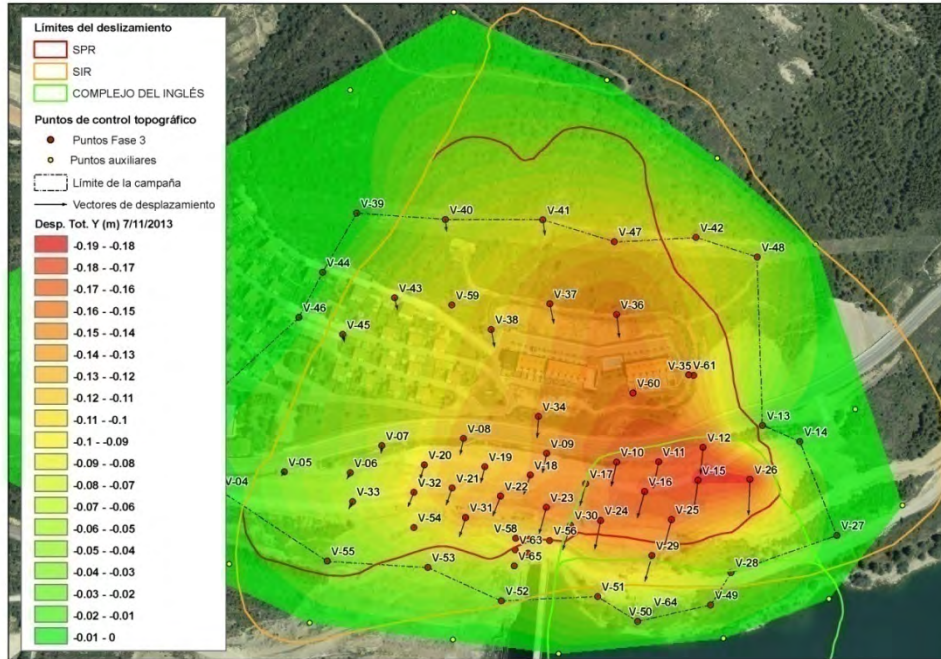 Límites del deslizamiento
SPR
SIR
COMPLEJO DEL INGLÉS
Puntos de control topográfico
Puntos Fase 3
Puntos auxiliares
Límite de la campaña
Vectores de desplazamiento
Desp. Tot. Y (m) 7/11/2013
-0.19 - -0.18
-0.18 - -0.17
-0.17 - -0.16
-0.16 - -0.15
-0.15 - -0.14
-0.14 - -0.13
-0.13 - -0.12
-0.12 - -0.11
-0.11 - -0.1
-0.1 - -0.09
-0.09 - -0.08
-0.08 - -0.07
-0.07 - -0.06
-0.06 - -0.05
-0.05 - -0.04
-0.04 - -0.03
-0.03 - -0.02
-0.02 - -0.01
-0.01 - 0
V-39
V-40
V-41
V-47
V-42
V-48
V-44
V-46
V-43
V-59
V-37
V-36
V-45
V-38
V-35
V-61
V-60
V-34
V-13
V-14
V-07
V-08
V-09
V-12
V-05
V-06
V-20
V-19
V-18
V-10
V-11
V-17
V-15
V-26
V-04
V-33
V-32
V-21
V-22
V-16
V-23
V-54
V-31
V-30
V-24
V-25
V-27
V-58
V-63
V-56
V-65
V-29
V-55
V-53
V-28
V-52
V-51
V-64
V-49
V-50